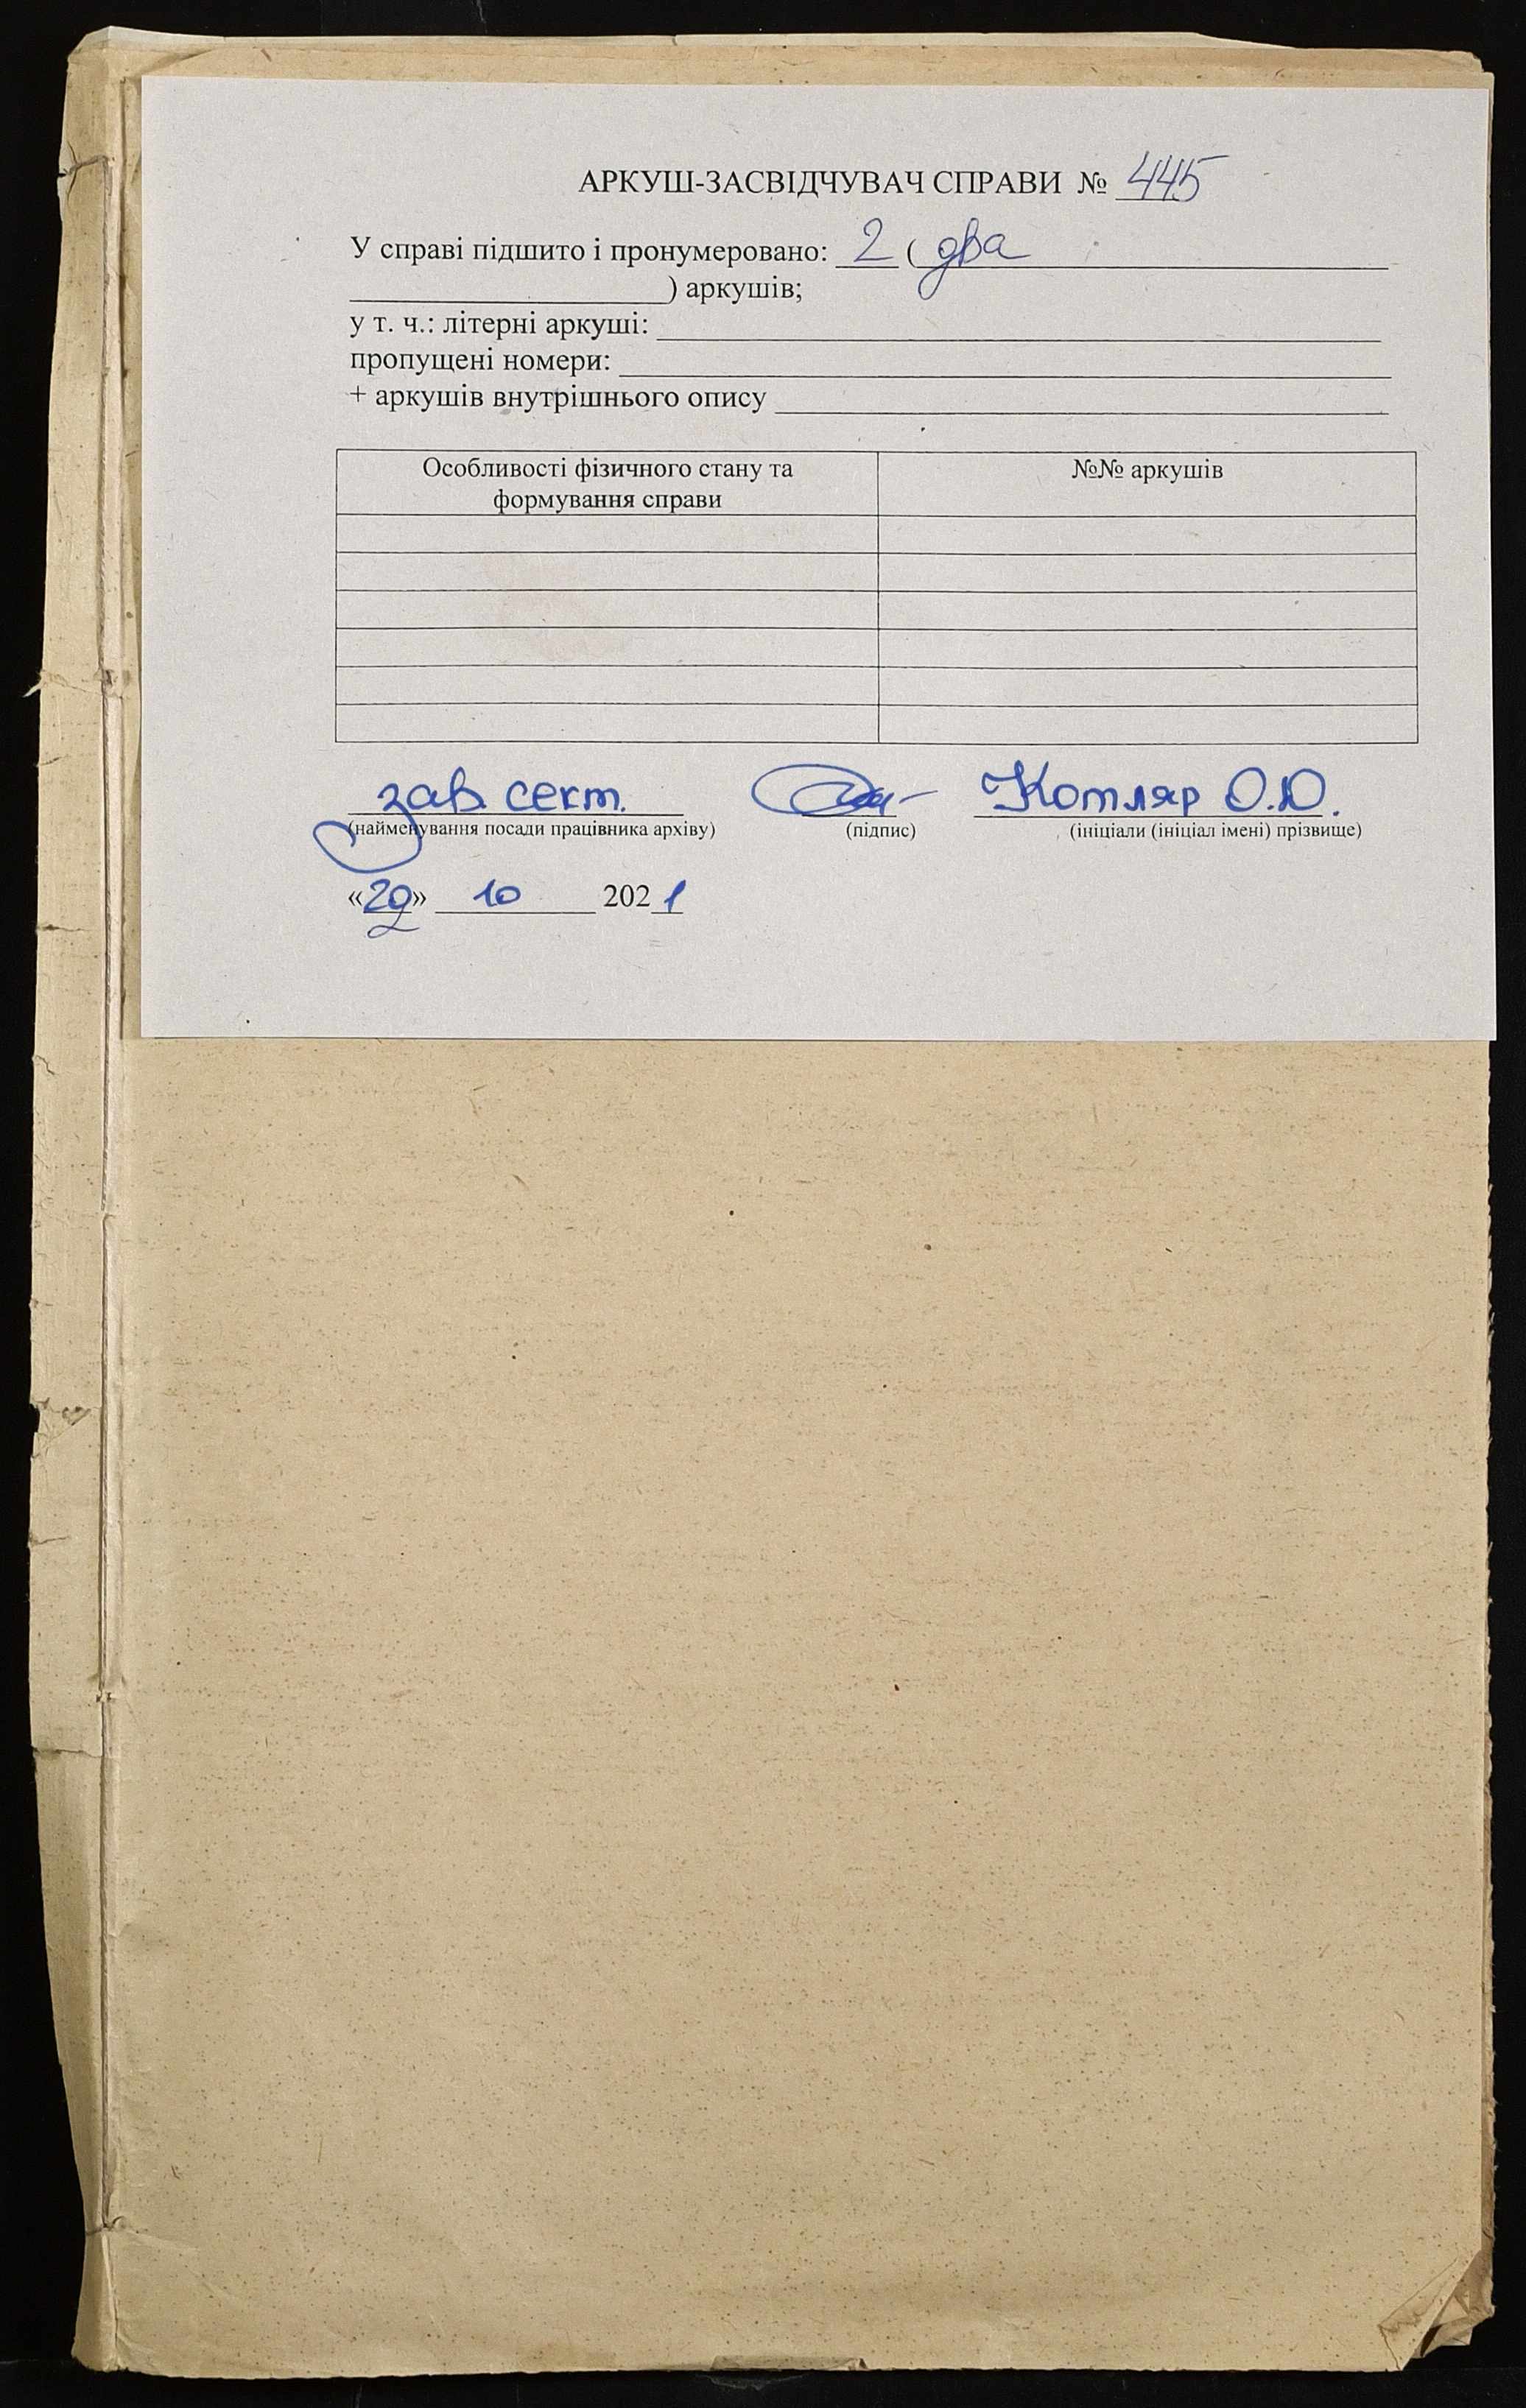 АРКУШ-ЗАСВІДЧУВАЧ СПРАВИ № 445
У справі підшито і пронумеровано: 2 ( два
) аркушів;
у т. ч.: літерні аркуші:
пропущені номери:
+ аркушів внутрішнього опису
Особливості фізичного стану та формування справи №№ аркушів
зав. сект. Котляр О.Ю.
(найменування посади працівника архіву) (підпис) (ініціали (ініціал імені) прізвище)
«29» 10 2021